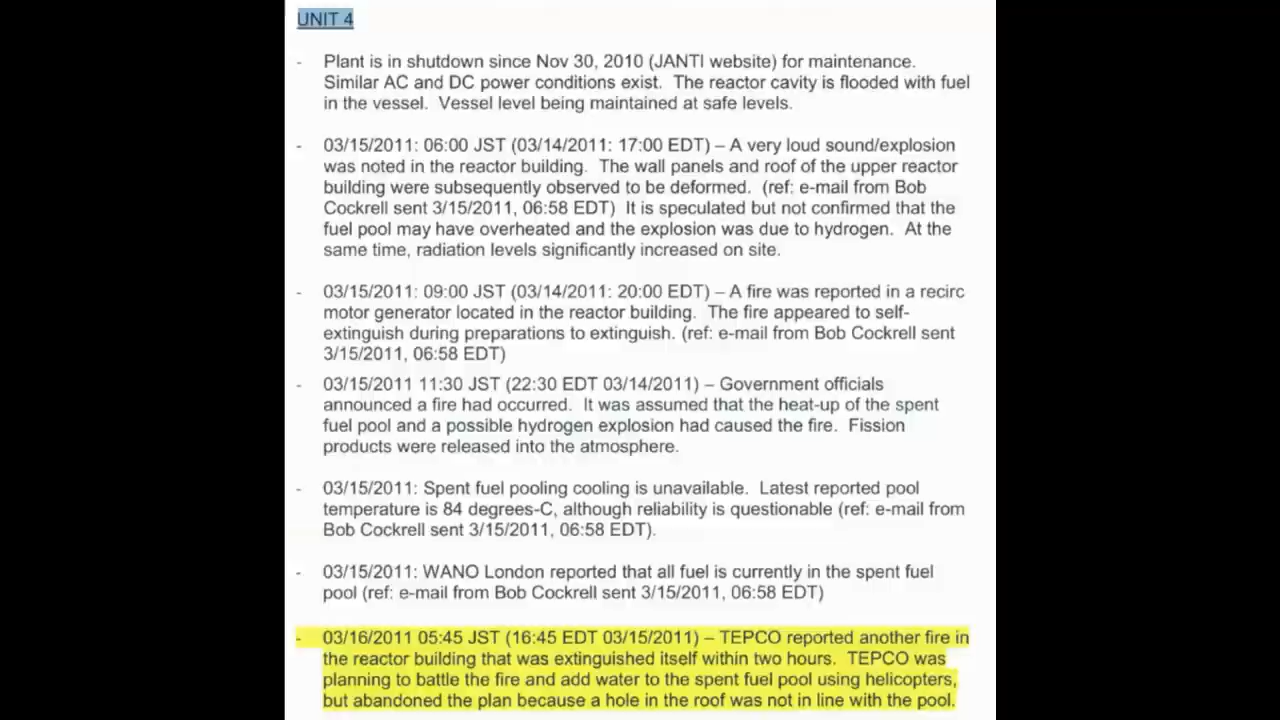 UNIT 4
- Plant is in shutdown since Nov 30, 2010 (JANTI website) for maintenance.
Similar AC and DC power conditions exist. The reactor cavity is flooded with fuel
in the vessel. Vessel level being maintained at safe levels.
- 03/15/2011: 06:00 JST (03/14/2011: 17:00 EDT) – A very loud sound/explosion
was noted in the reactor building. The wall panels and roof of the upper reactor
building were subsequently observed to be deformed. (ref: e-mail from Bob
Cockrell sent 3/15/2011, 06:58 EDT) It is speculated but not confirmed that the
fuel pool may have overheated and the explosion was due to hydrogen. At the
same time, radiation levels significantly increased on site.
- 03/15/2011: 09:00 JST (03/14/2011: 20:00 EDT) – A fire was reported in a recirc
motor generator located in the reactor building. The fire appeared to self-
extinguish during preparations to extinguish. (ref: e-mail from Bob Cockrell sent
3/15/2011, 06:58 EDT)
- 03/15/2011 11:30 JST (22:30 EDT 03/14/2011) – Government officials
announced a fire had occurred. It was assumed that the heat-up of the spent
fuel pool and a possible hydrogen explosion had caused the fire. Fission
products were released into the atmosphere.
- 03/15/2011: Spent fuel pooling cooling is unavailable. Latest reported pool
temperature is 84 degrees-C, although reliability is questionable (ref: e-mail from
Bob Cockrell sent 3/15/2011, 06:58 EDT).
- 03/15/2011: WANO London reported that all fuel is currently in the spent fuel
pool (ref: e-mail from Bob Cockrell sent 3/15/2011, 06:58 EDT)
- 03/16/2011 05:45 JST (16:45 EDT 03/15/2011) – TEPCO reported another fire in
the reactor building that was extinguished itself within two hours. TEPCO was
planning to battle the fire and add water to the spent fuel pool using helicopters,
but abandoned the plan because a hole in the roof was not in line with the pool.